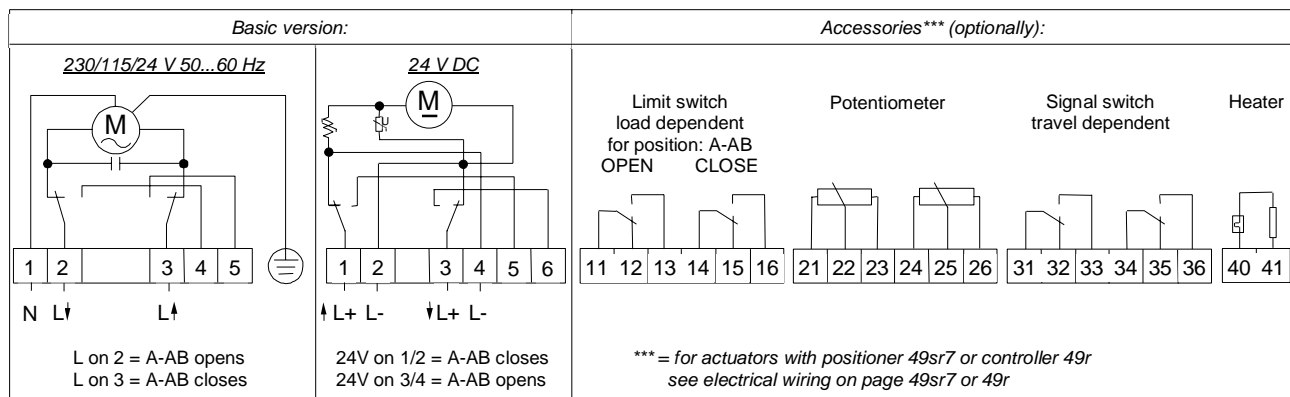 Basic version:
Accessories*** (optionally):
230/115/24 V 50...60 Hz
24 V DC
M
M
Limit switch
load dependent
for position: A-AB
OPEN CLOSE
Potentiometer
Signal switch
travel dependent
Heater
1 2 3 4 5
1 2 3 4 5 6
11 12 13 14 15 16
21 22 23 24 25 26
31 32 33 34 35 36
40 41
N L L
L+ L- L+ L-
L on 2 = A-AB opens
L on 3 = A-AB closes
24V on 1/2 = A-AB closes
24V on 3/4 = A-AB opens
*** = for actuators with positioner 49sr7 or controller 49r
see electrical wiring on page 49sr7 or 49r